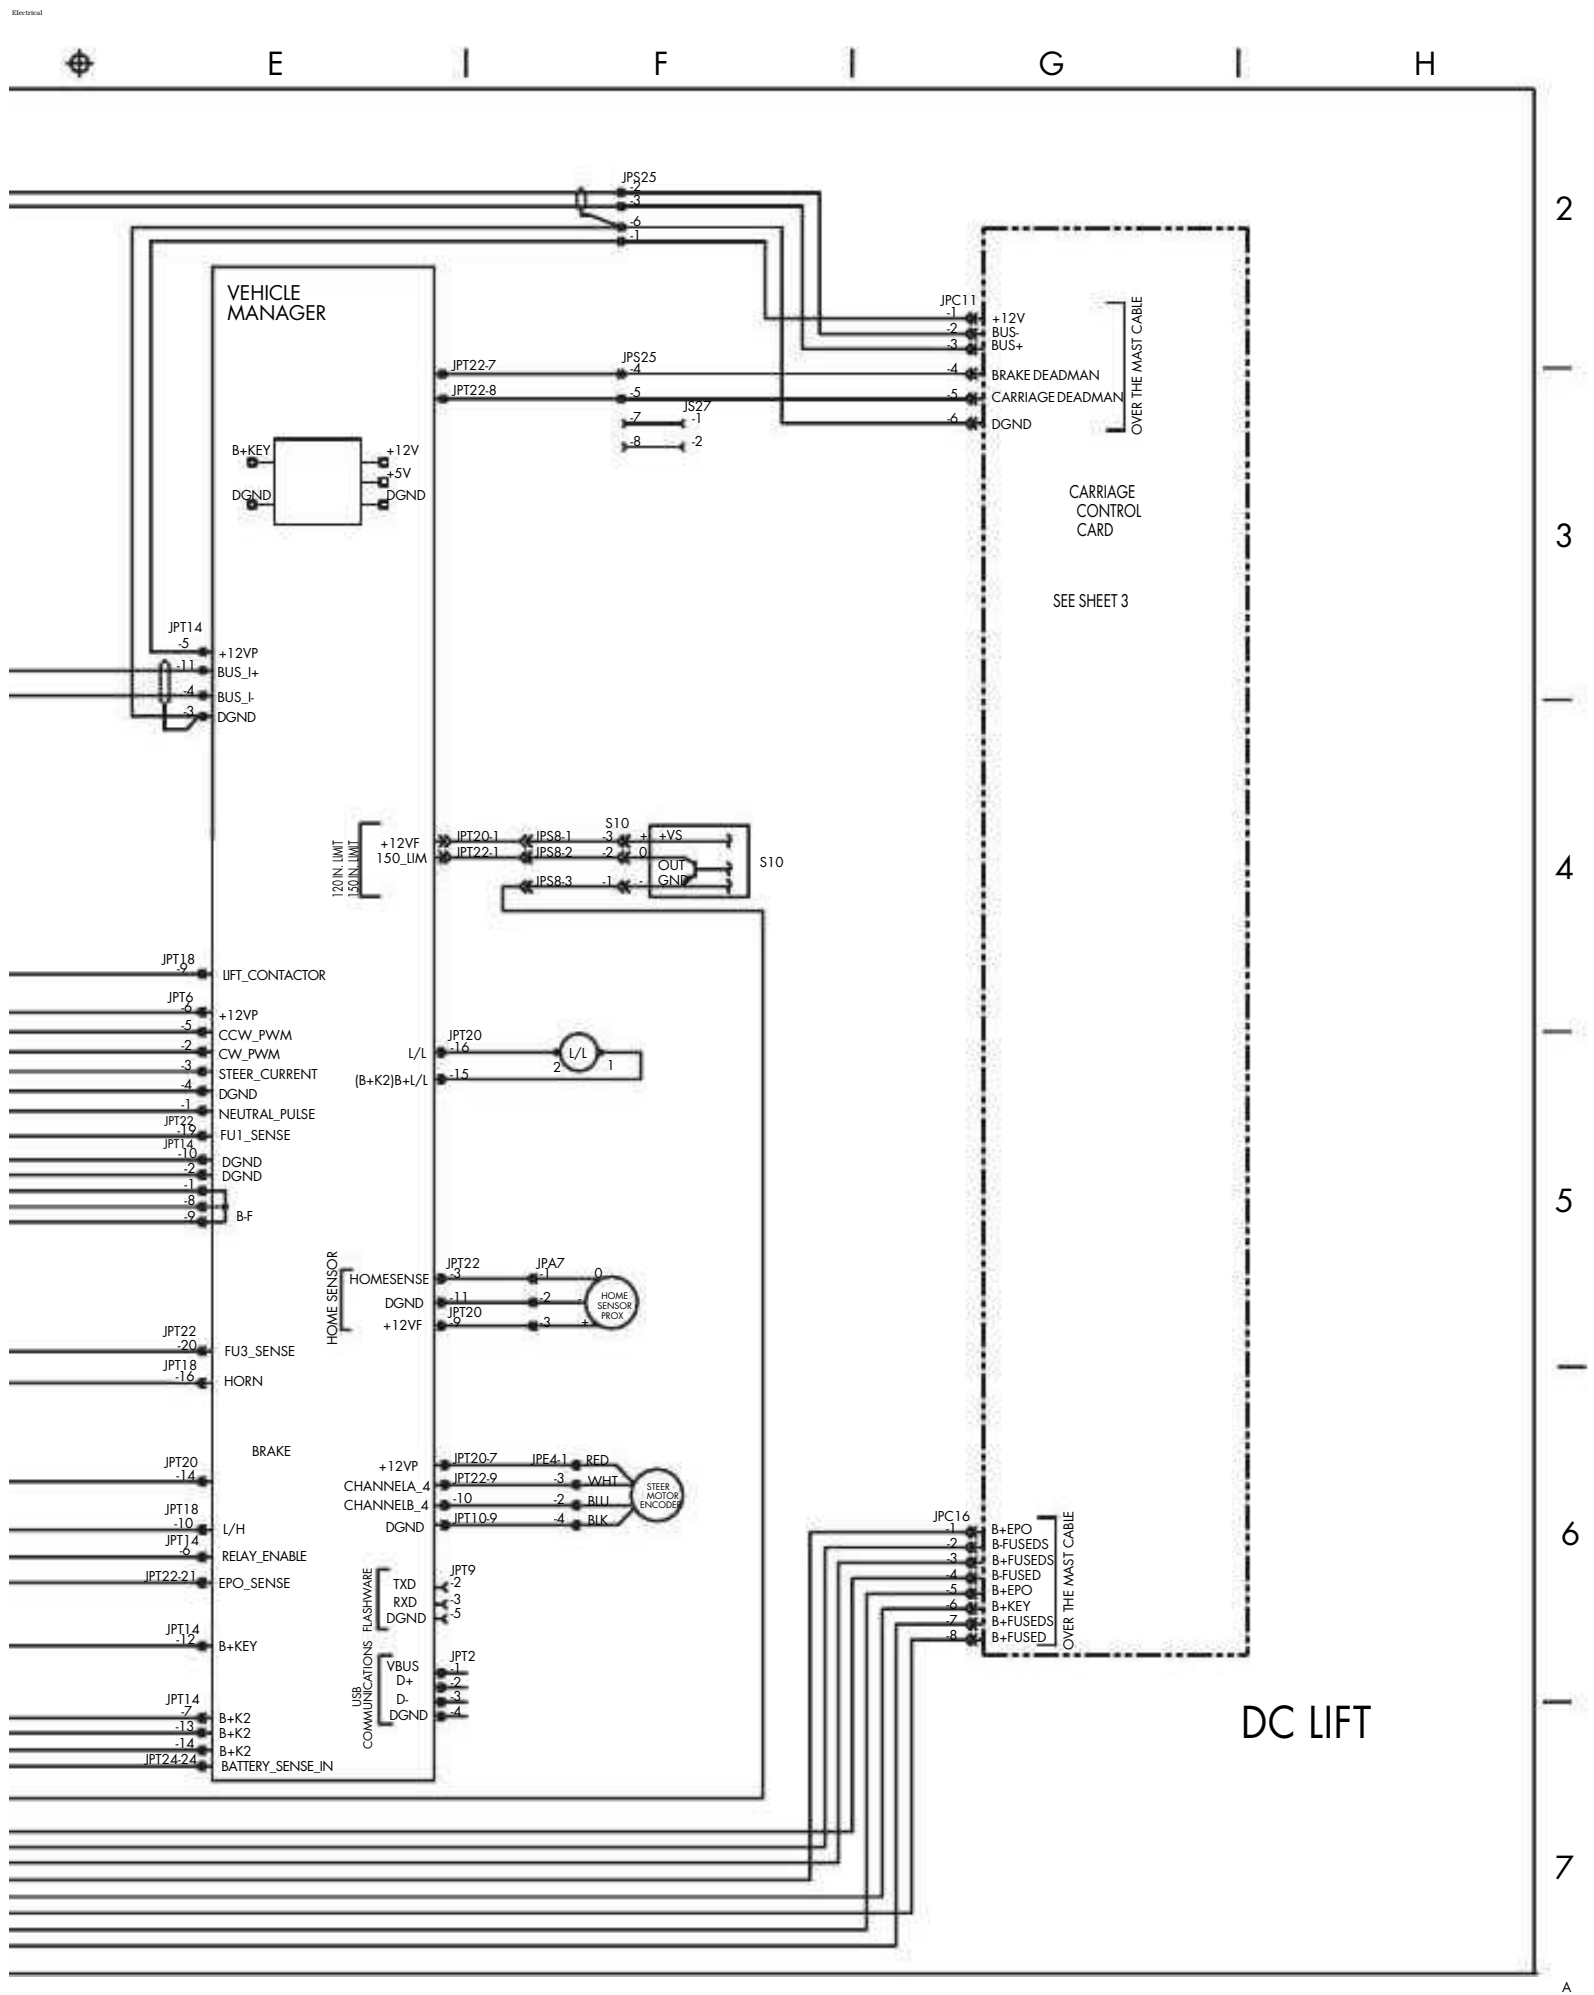 Electrical
E
F
G
H
2
3
4
5
6
7
A
JPS25
-2
-3
-6
-1
VEHICLE
MANAGER
JPT22-7
JPT22-8
JPS25
-4
-5
JS27
-7
-1
-8
-2
B+KEY
DGND
+12V
+5V
DGND
JPC11
-1
+12V
-2
BUS-
-3
BUS+
-4
BRAKE DEADMAN
-5
CARRIAGE DEADMAN
-6
DGND
OVER THE MAST CABLE
CARRIAGE
CONTROL
CARD
SEE SHEET 3
JPT14
-5
+12VP
-11
BUS_I+
-4
BUS_I-
-3
DGND
120 IN. LIMIT
150 IN. LIMIT
+12VF
150_LIM
JPT20-1
JPT22-1
JPS8-1
JPS8-2
JPS8-3
S10
-3
-2
-1
+
0
-
+VS
OUT
GND
S10
JPT18
-9
LIFT_CONTACTOR
JPT6
-6
+12VP
-5
CCW_PWM
-2
CW_PWM
-3
STEER_CURRENT
-4
DGND
-1
NEUTRAL_PULSE
JPT22
-19
FU1_SENSE
JPT14
-10
DGND
-2
DGND
-1
-8
-9
B-F
L/L
(B+K2)B+L/L
JPT20
-16
-15
L/L
2
1
HOME SENSOR
HOMESENSE
DGND
+12VF
JPT22
-3
-11
JPT20
-9
JPA7
-1
-2
-3
0
-
+
HOME
SENSOR
PROX
JPT22
-20
FU3_SENSE
JPT18
-16
HORN
BRAKE
JPT20
-14
+12VP
CHANNELA_4
CHANNELB_4
DGND
JPT20-7
JPT22-9
-10
JPT10-9
JPE4-1
-3
-2
-4
RED
WHT
BLU
BLK
STEER
MOTOR
ENCODER
JPT18
-10
L/H
JPT14
-6
RELAY_ENABLE
JPT22-21
EPO_SENSE
FLASHWARE
TXD
RXD
DGND
JPT9
-2
-3
-5
JPT14
-12
B+KEY
USB
COMMUNICATIONS
VBUS
D+
D-
DGND
JPT2
-1
-2
-3
-4
JPT14
-7
B+K2
-13
B+K2
-14
B+K2
JPT24-24
BATTERY_SENSE_IN
JPC16
-1
B+EPO
-2
B-FUSEDS
-3
B+FUSEDS
-4
B-FUSED
-5
B+EPO
-6
B+KEY
-7
B+FUSEDS
-8
B+FUSED
OVER THE MAST CABLE
DC LIFT